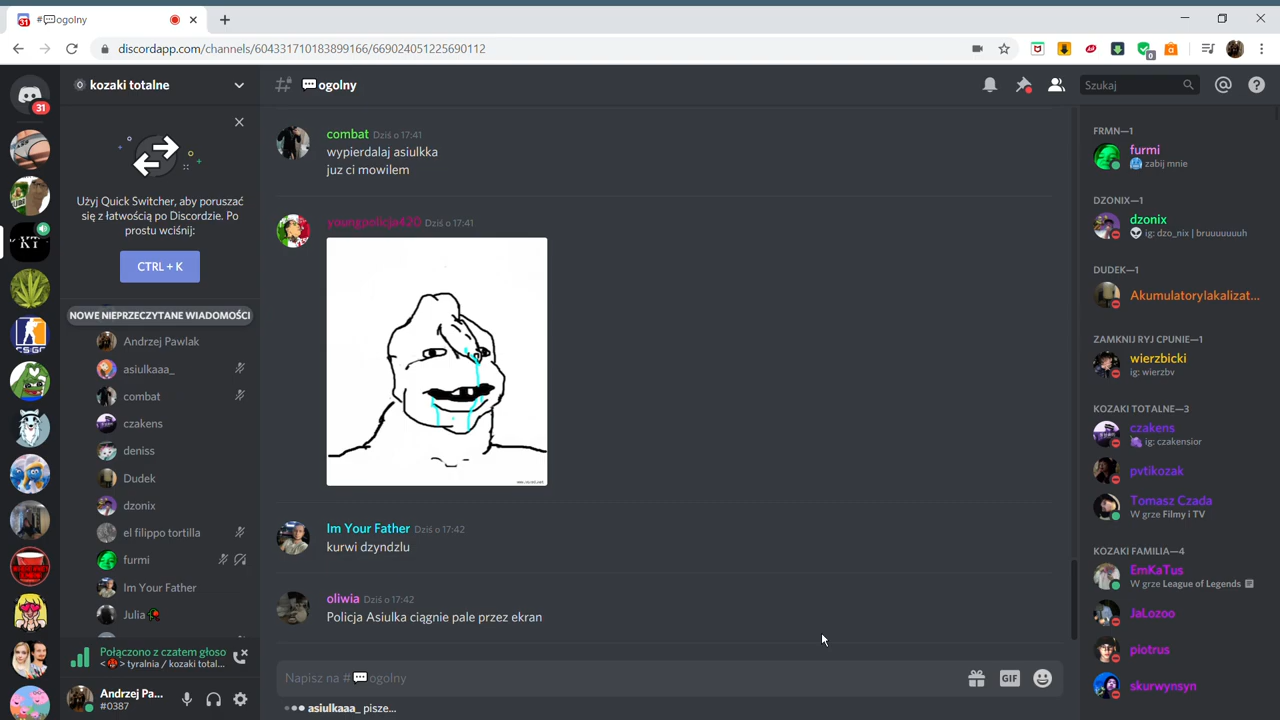 #💬ogolny
discordapp.com/channels/604331710183899166/669024051225690112
0
31
kozaki totalne
Użyj Quick Switcher, aby poruszać
się z łatwością po Discordzie. Po
prostu wciśnij:
CTRL + K
NOWE NIEPRZECZYTANE WIADOMOŚCI
Andrzej Pawlak
asiulkaaa_
combat
czakens
deniss
Dudek
dzonix
el filippo tortilla
furmi
Im Your Father
Julia🌹
Połączono z czatem głoso
tyralnia / kozaki total...
Andrzej Pa...
#0387
KT
CS:GO
💬ogolny
Szukaj
combat Dziś o 17:41
wypierdalaj asiulkka
juz ci mowilem
youngpolicja420 Dziś o 17:41
Im Your Father Dziś o 17:42
kurwi dzyndzlu
oliwia Dziś o 17:42
Policja Asiulka ciągnie pale przez ekran
Napisz na #💬ogolny
GIF
asiulkaaa_ pisze...
FRMN—1
furmi
zabij mnie
DZONIX—1
dzonix
👽 ig: dzo_nix | bruuuuuuuh
DUDEK—1
Akumulatorylakalizat...
ZAMKNIJ RYJ CPUNIE—1
wierzbicki
ig: wierzbv
KOZAKI TOTALNE—3
czakens
ig: czakensior
pvtikozak
Tomasz Czada
W grze Filmy i TV
KOZAKI FAMILIA—4
EmKaTus
W grze League of Legends
JaLozoo
piotrus
skurwynsyn